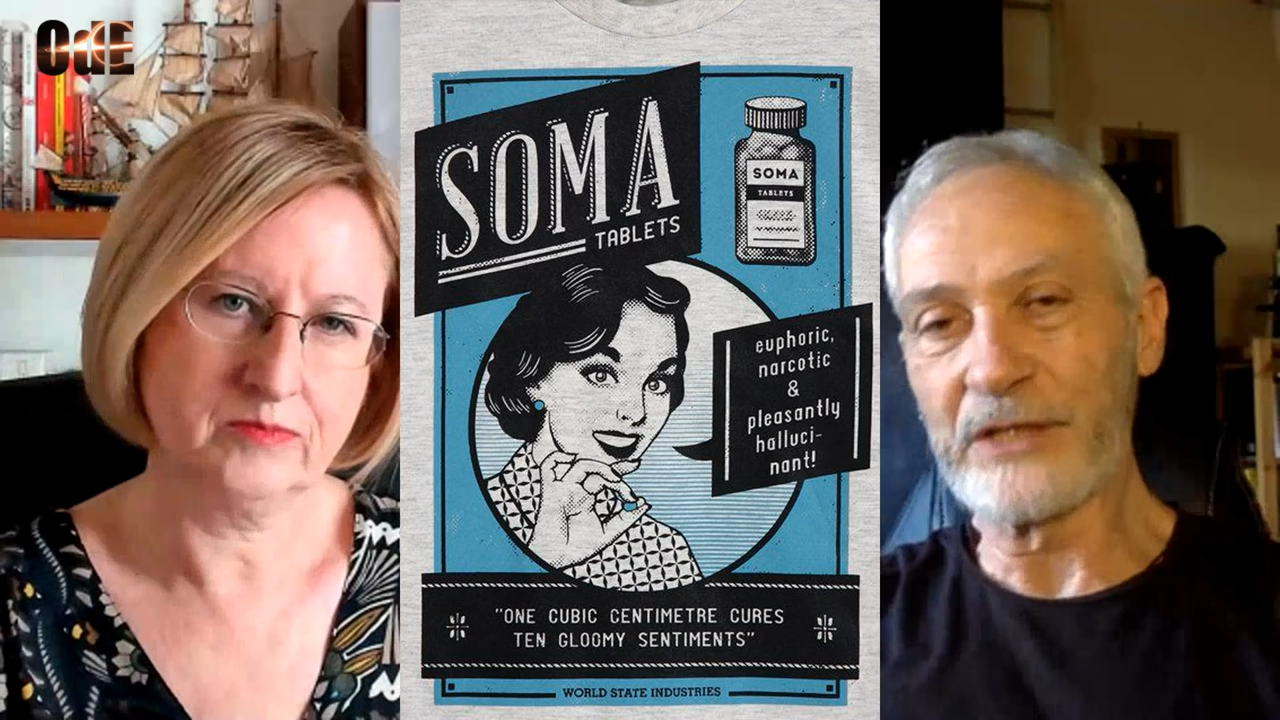 OdE
SOMA
TABLETS
SOMA
TABLETS
euphoric,
narcotic
&
pleasantly
halluci-
nant!
"ONE CUBIC CENTIMETRE CURES
TEN GLOOMY SENTIMENTS"
WORLD STATE INDUSTRIES